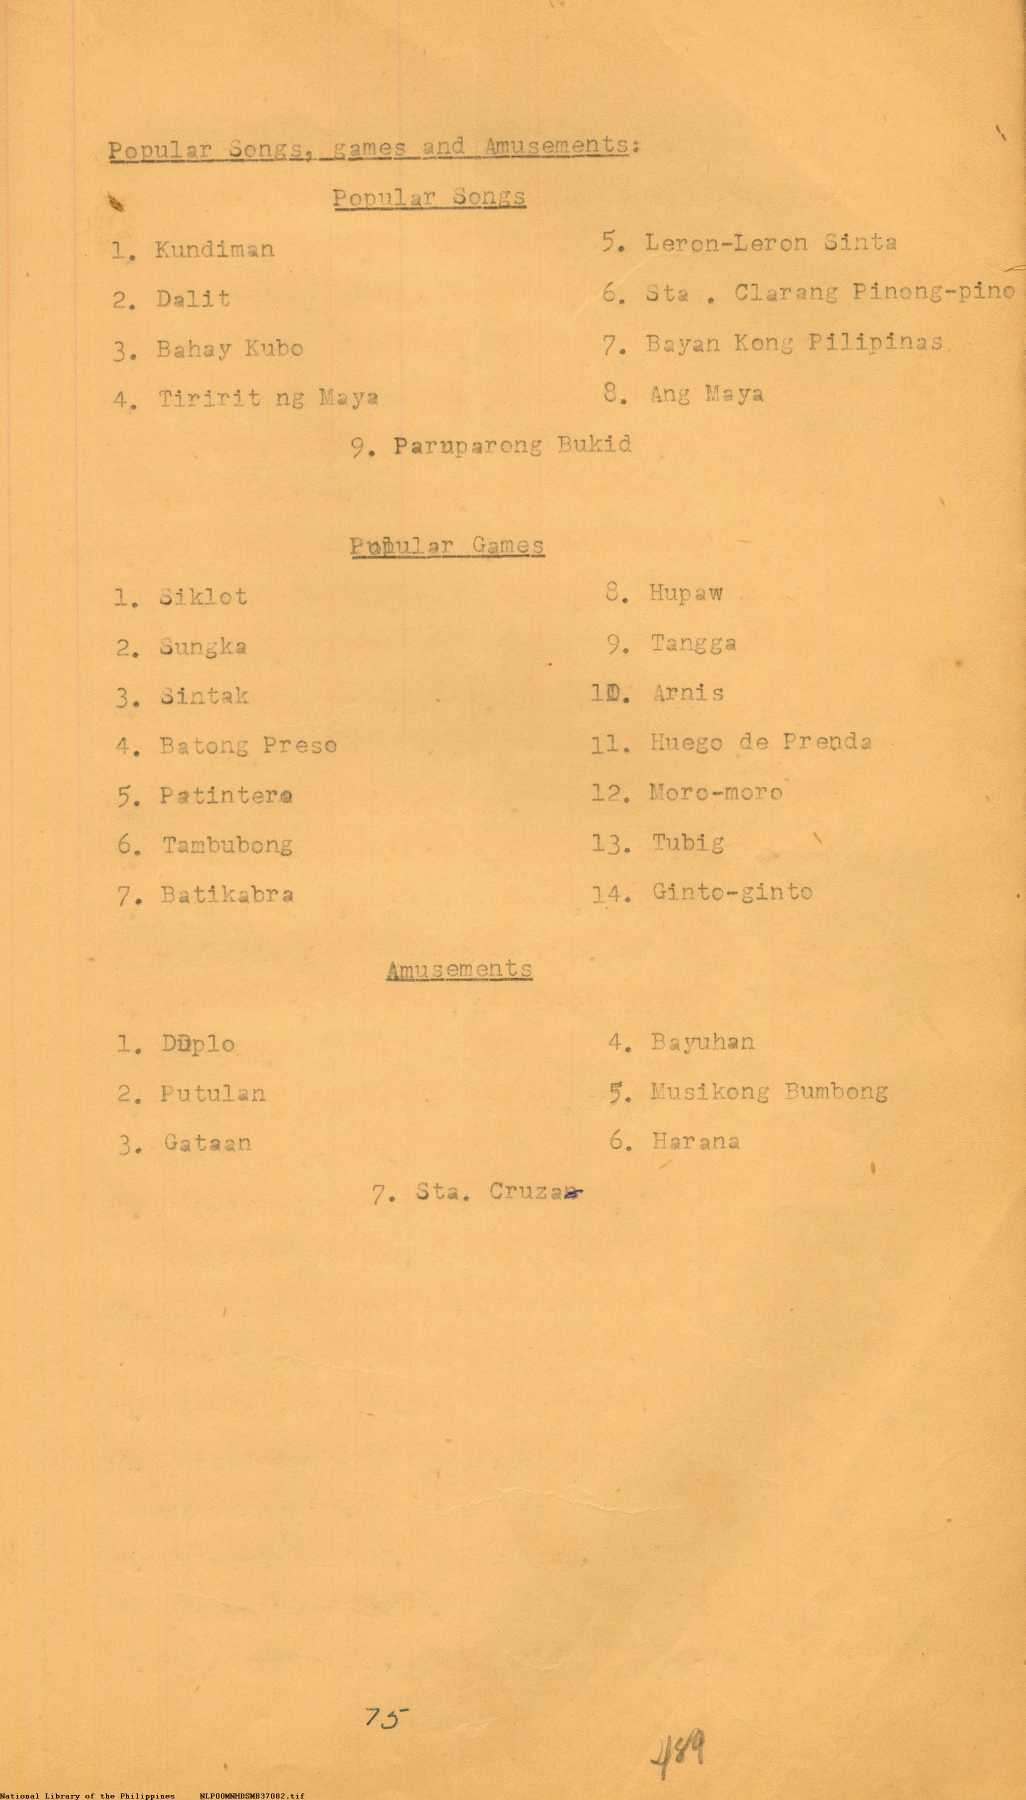 Popular Songs, games and Amusements:
Popular Songs
1. Kundiman
2. Dalit
3. Bahay Kubo
4. Tiririt ng Maya
5. Leron-Leron Sinta
6. Sta . Clarang Pinong-pino
7. Bayan Kong Pilipinas
8. Ang Maya
9. Paruparong Bukid
Popular Games
1. Siklot
2. Sungka
3. Sintak
4. Batong Preso
5. Patintero
6. Tambubong
7. Batikabra
8. Hupaw
9. Tangga
10. Arnis
11. Huego de Prenda
12. Moro-moro
13. Tubig
14. Ginto-ginto
Amusements
1. Duplo
2. Putulan
3. Gataan
4. Bayuhan
5. Musikong Bumbong
6. Harana
7. Sta. Cruzan
75
489
National Library of the Philippines NLPOOMNHDSMB37082.tif